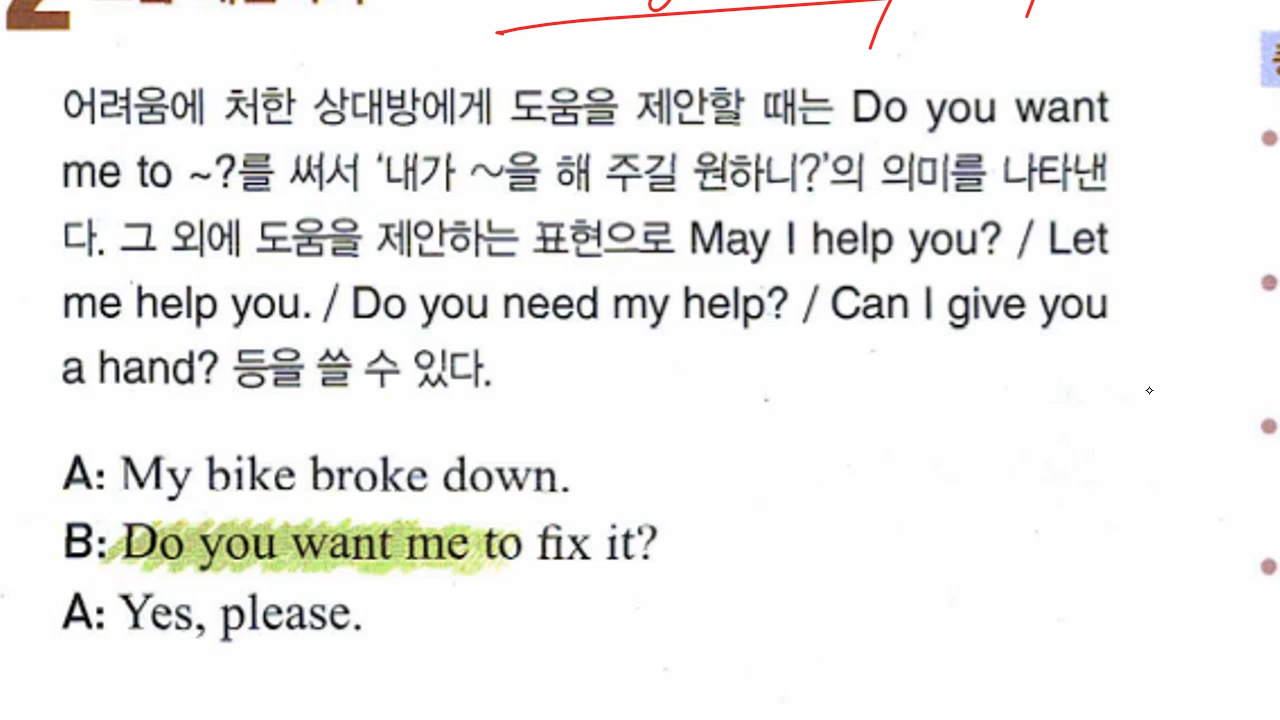 2
어려움에 처한 상대방에게 도움을 제안할 때는 Do you want
me to ~?를 써서 ‘내가 ~을 해 주길 원하니?’의 의미를 나타낸
다. 그 외에 도움을 제안하는 표현으로 May I help you? / Let
me help you. / Do you need my help? / Can I give you
a hand? 등을 쓸 수 있다.
A: My bike broke down.
B: Do you want me to fix it?
A: Yes, please.